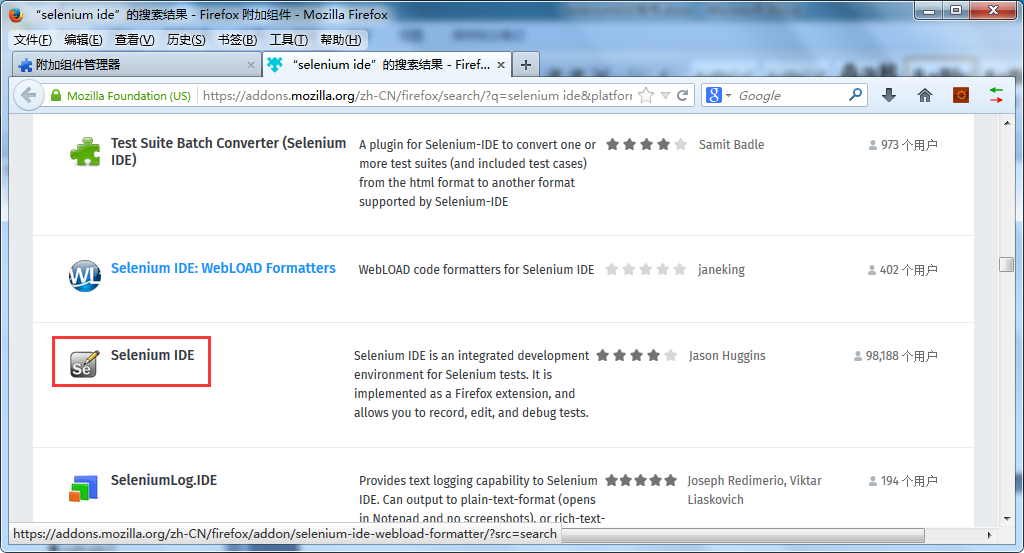 “selenium ide”的搜索结果 - Firefox 附加组件 - Mozilla Firefox
文件(F) 编辑(E) 查看(V) 历史(S) 书签(B) 工具(T) 帮助(H)
附加组件管理器 × “selenium ide”的搜索结果 - Firef... × +
Mozilla Foundation (US) https://addons.mozilla.org/zh-CN/firefox/search/?q=selenium ide&platforr Google
Test Suite Batch Converter (Selenium
IDE)
A plugin for Selenium-IDE to convert one or
more test suites (and included test cases)
from the html format to another format
supported by Selenium-IDE
Samit Badle
973 个用户
WL
Selenium IDE: WebLOAD Formatters
WebLOAD code formatters for Selenium IDE
janeking
402 个用户
Se
Selenium IDE
Selenium IDE is an integrated development
environment for Selenium tests. It is
implemented as a Firefox extension, and
allows you to record, edit, and debug tests.
Jason Huggins
98,188 个用户
SeleniumLog.IDE
Provides text logging capability to Selenium
IDE. Can output to plain-text-format (opens
in Notepad and no screenshots), or rich-text-
Joseph Redimerio, Viktar
Liaskovich
194 个用户
https://addons.mozilla.org/zh-CN/firefox/addon/selenium-ide-webload-formatter/?src=search